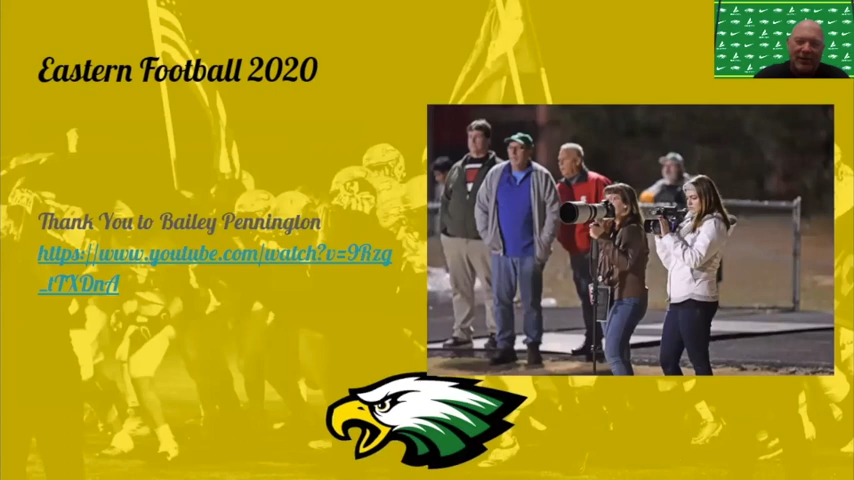 Eastern Football 2020
Thank You to Bailey Pennington
https://www.youtube.com/watch?v=9Rzg
_tTXDnA